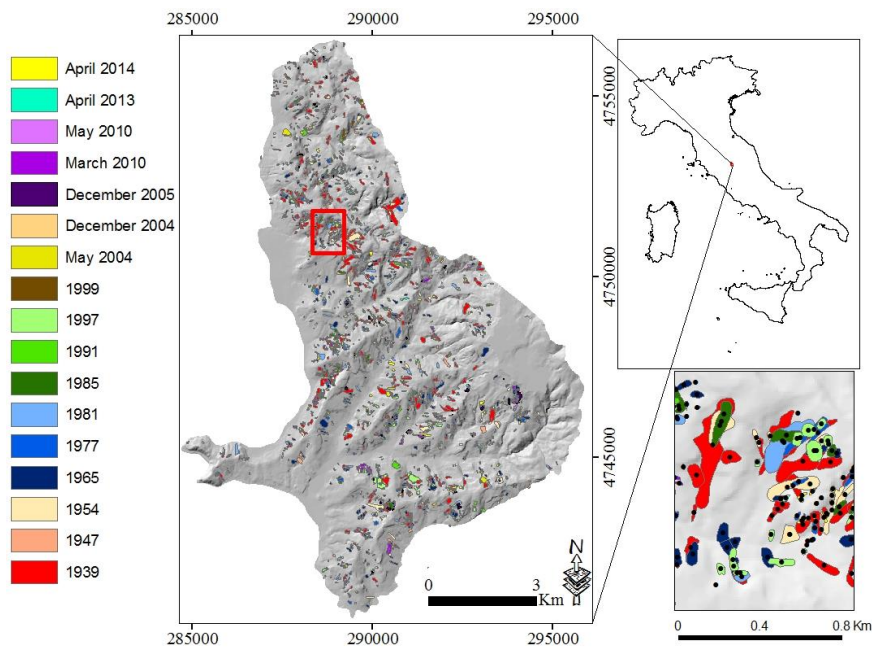 285000 290000 295000
April 2014
April 2013
May 2010
March 2010
December 2005
December 2004
May 2004
1999
1997
1991
1985
1981
1977
1965
1954
1947
1939
4755000
4750000
4745000
N
0 3
Km
285000 290000 295000
0 0.4 0.8 Km